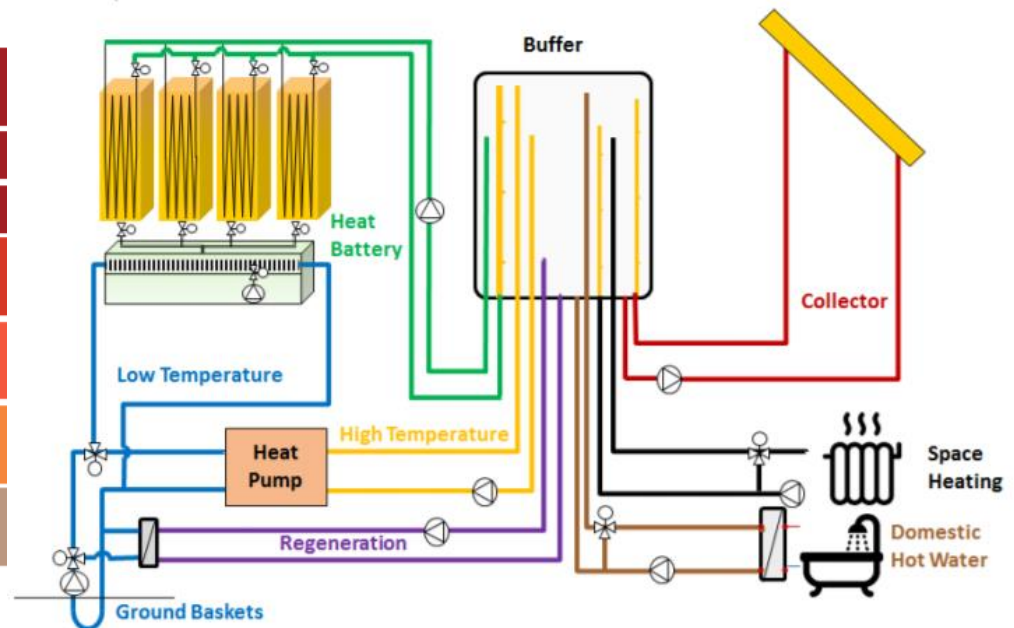 Buffer
Heat
Battery
Collector
Low Temperature
High Temperature
Heat
Pump
Space
Heating
Regeneration
Domestic
Hot Water
Ground Baskets